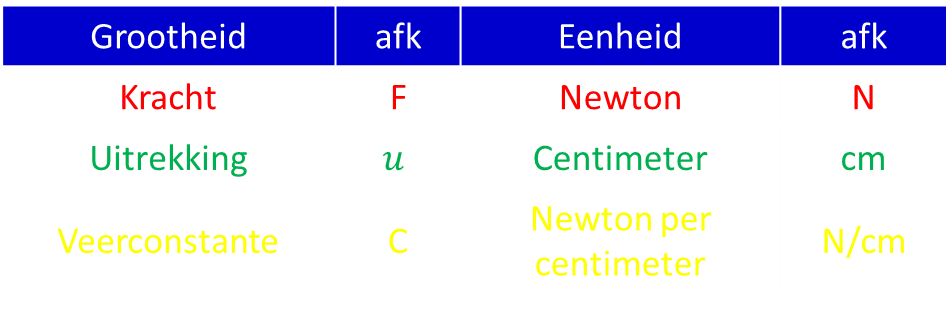 Grootheid afk Eenheid afk
Kracht F Newton N
Uitrekking u Centimeter cm
Veerconstante C Newton per centimeter N/cm